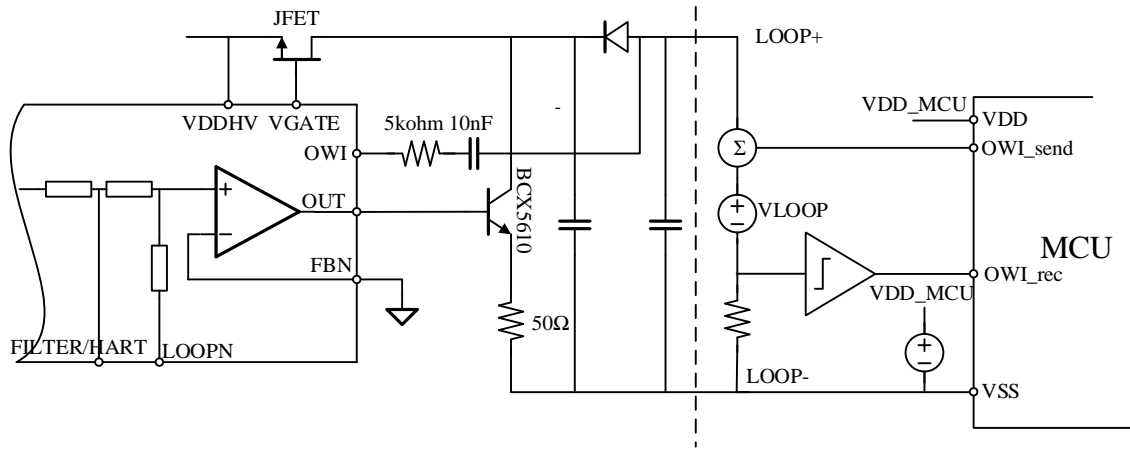 JFET
LOOP+
VDD_MCU
VDD
VDDHV
VGATE
5kohm 10nF
-
OWI
Σ
OWI_send
+
OUT
BCX5610
+
VLOOP
−
−
MCU
FBN
OWI_rec
VDD_MCU
50Ω
+
−
FILTER/HART
LOOPN
LOOP-
VSS